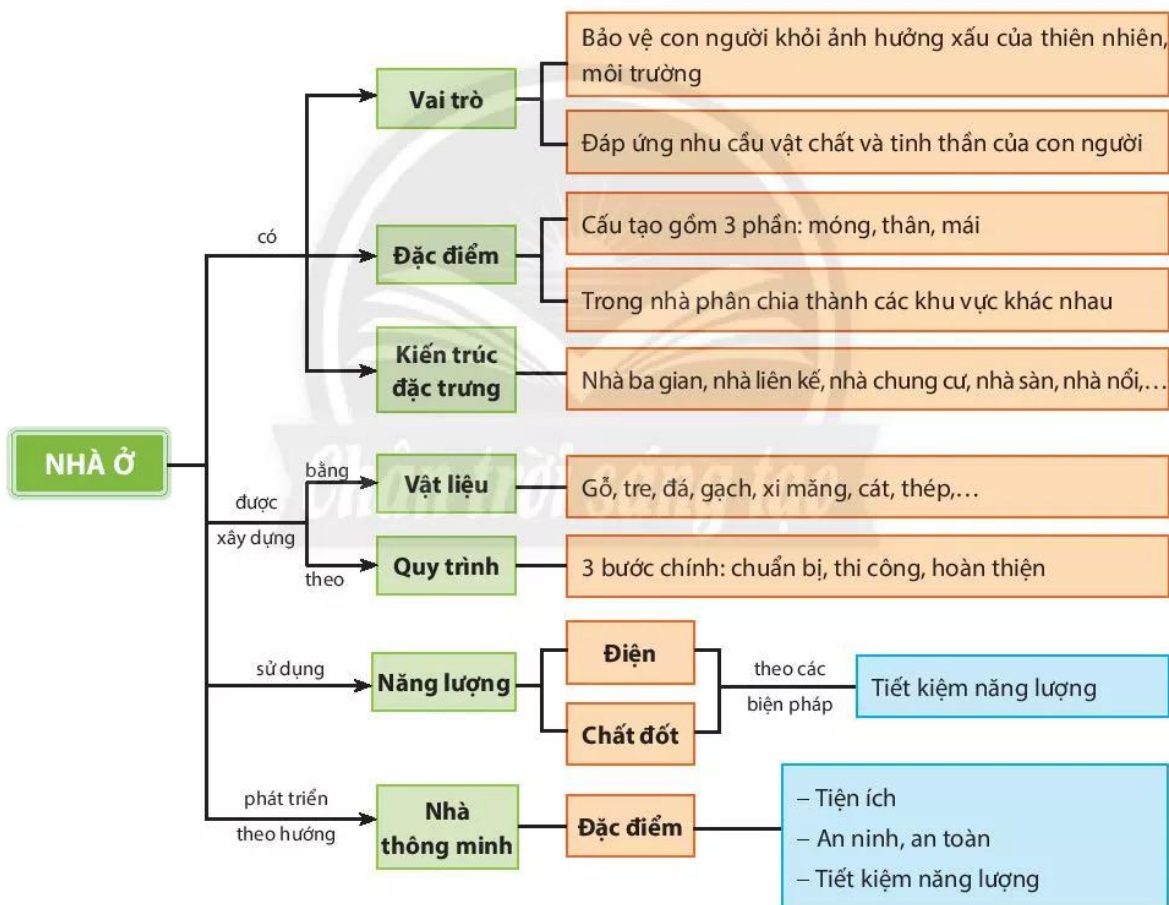 NHÀ Ở
có
Vai trò
Bảo vệ con người khỏi ảnh hưởng xấu của thiên nhiên,
môi trường
Đáp ứng nhu cầu vật chất và tinh thần của con người
Đặc điểm
Cấu tạo gồm 3 phần: móng, thân, mái
Trong nhà phân chia thành các khu vực khác nhau
Kiến trúc
đặc trưng
Nhà ba gian, nhà liên kế, nhà chung cư, nhà sàn, nhà nổi,…
được
xây dựng
bằng
Vật liệu
Gỗ, tre, đá, gạch, xi măng, cát, thép,…
theo
Quy trình
3 bước chính: chuẩn bị, thi công, hoàn thiện
sử dụng
Năng lượng
Điện
Chất đốt
theo các
biện pháp
Tiết kiệm năng lượng
phát triển
theo hướng
Nhà
thông minh
Đặc điểm
– Tiện ích
– An ninh, an toàn
– Tiết kiệm năng lượng
Chân trời sáng tạo